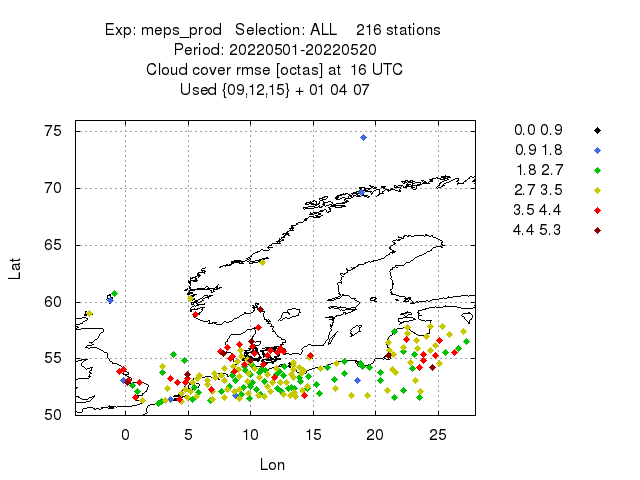 Exp: meps_prod Selection: ALL 216 stations
Period: 20220501-20220520
Cloud cover rmse [octas] at 16 UTC
Used {09,12,15} + 01 04 07
75
70
65
60
55
50
Lat
0 5 10 15 20 25
Lon
0.0 0.9
0.9 1.8
1.8 2.7
2.7 3.5
3.5 4.4
4.4 5.3